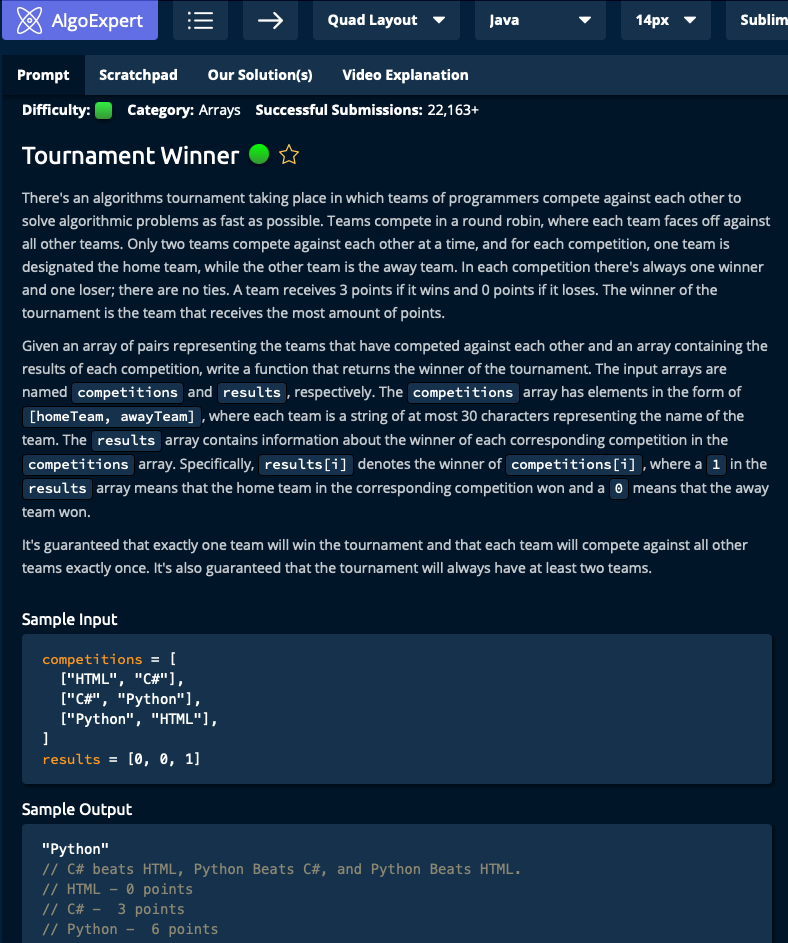 AlgoExpert
Quad Layout
Java
14px
Sublim
Prompt
Scratchpad
Our Solution(s)
Video Explanation
Difficulty:
Category: Arrays
Successful Submissions: 22,163+
Tournament Winner
There's an algorithms tournament taking place in which teams of programmers compete against each other to
solve algorithmic problems as fast as possible. Teams compete in a round robin, where each team faces off against
all other teams. Only two teams compete against each other at a time, and for each competition, one team is
designated the home team, while the other team is the away team. In each competition there's always one winner
and one loser; there are no ties. A team receives 3 points if it wins and 0 points if it loses. The winner of the
tournament is the team that receives the most amount of points.
Given an array of pairs representing the teams that have competed against each other and an array containing the
results of each competition, write a function that returns the winner of the tournament. The input arrays are
named competitions and results, respectively. The competitions array has elements in the form of
[homeTeam, awayTeam], where each team is a string of at most 30 characters representing the name of the
team. The results array contains information about the winner of each corresponding competition in the
competitions array. Specifically, results[i] denotes the winner of competitions[i], where a 1 in the
results array means that the home team in the corresponding competition won and a 0 means that the away
team won.
It's guaranteed that exactly one team will win the tournament and that each team will compete against all other
teams exactly once. It's also guaranteed that the tournament will always have at least two teams.
Sample Input
competitions = [
["HTML", "C#"],
["C#", "Python"],
["Python", "HTML"],
]
results = [0, 0, 1]
Sample Output
"Python"
// C# beats HTML, Python Beats C#, and Python Beats HTML.
// HTML - 0 points
// C# -  3 points
// Python -  6 points